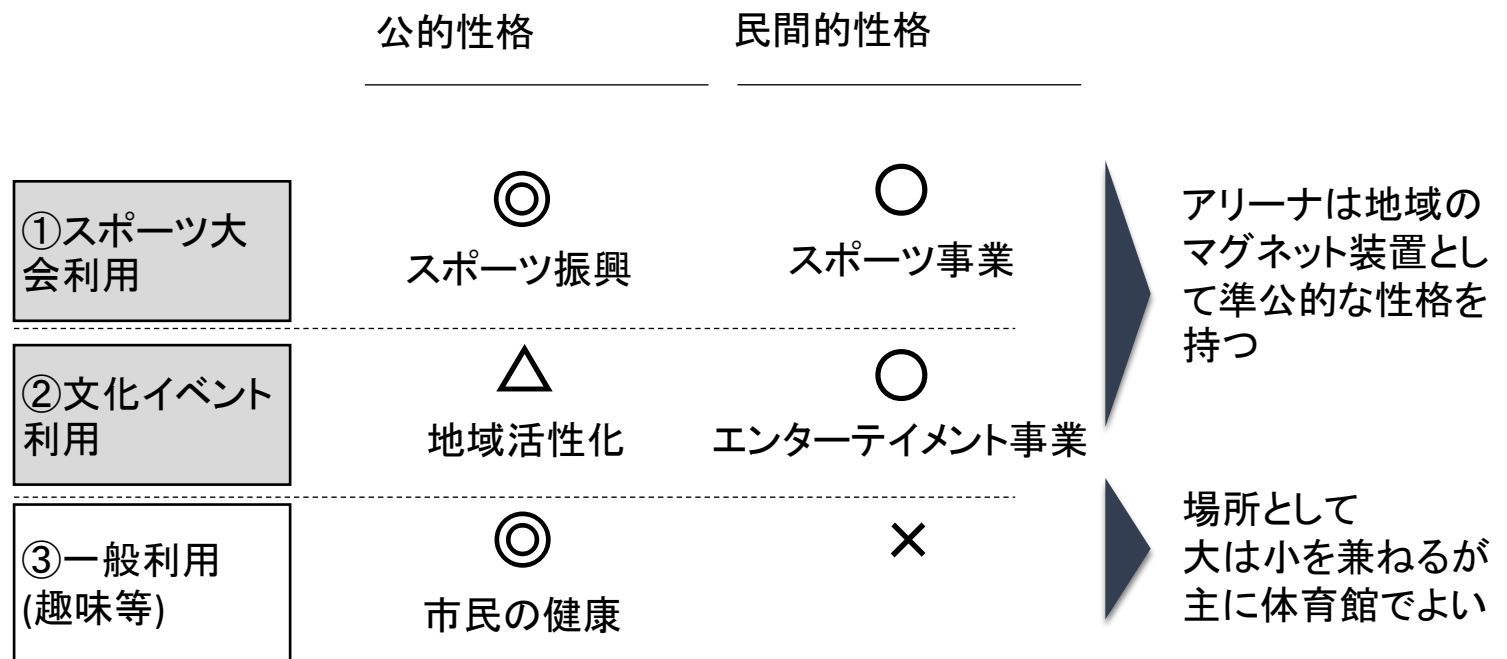 公的性格
民間的性格
①スポーツ大
会利用
◎
スポーツ振興
○
スポーツ事業
アリーナは地域の
マグネット装置とし
て準公的な性格を
持つ
②文化イベント
利用
△
地域活性化
○
エンターテイメント事業
③一般利用
(趣味等)
◎
市民の健康
×
場所として
大は小を兼ねるが
主に体育館でよい